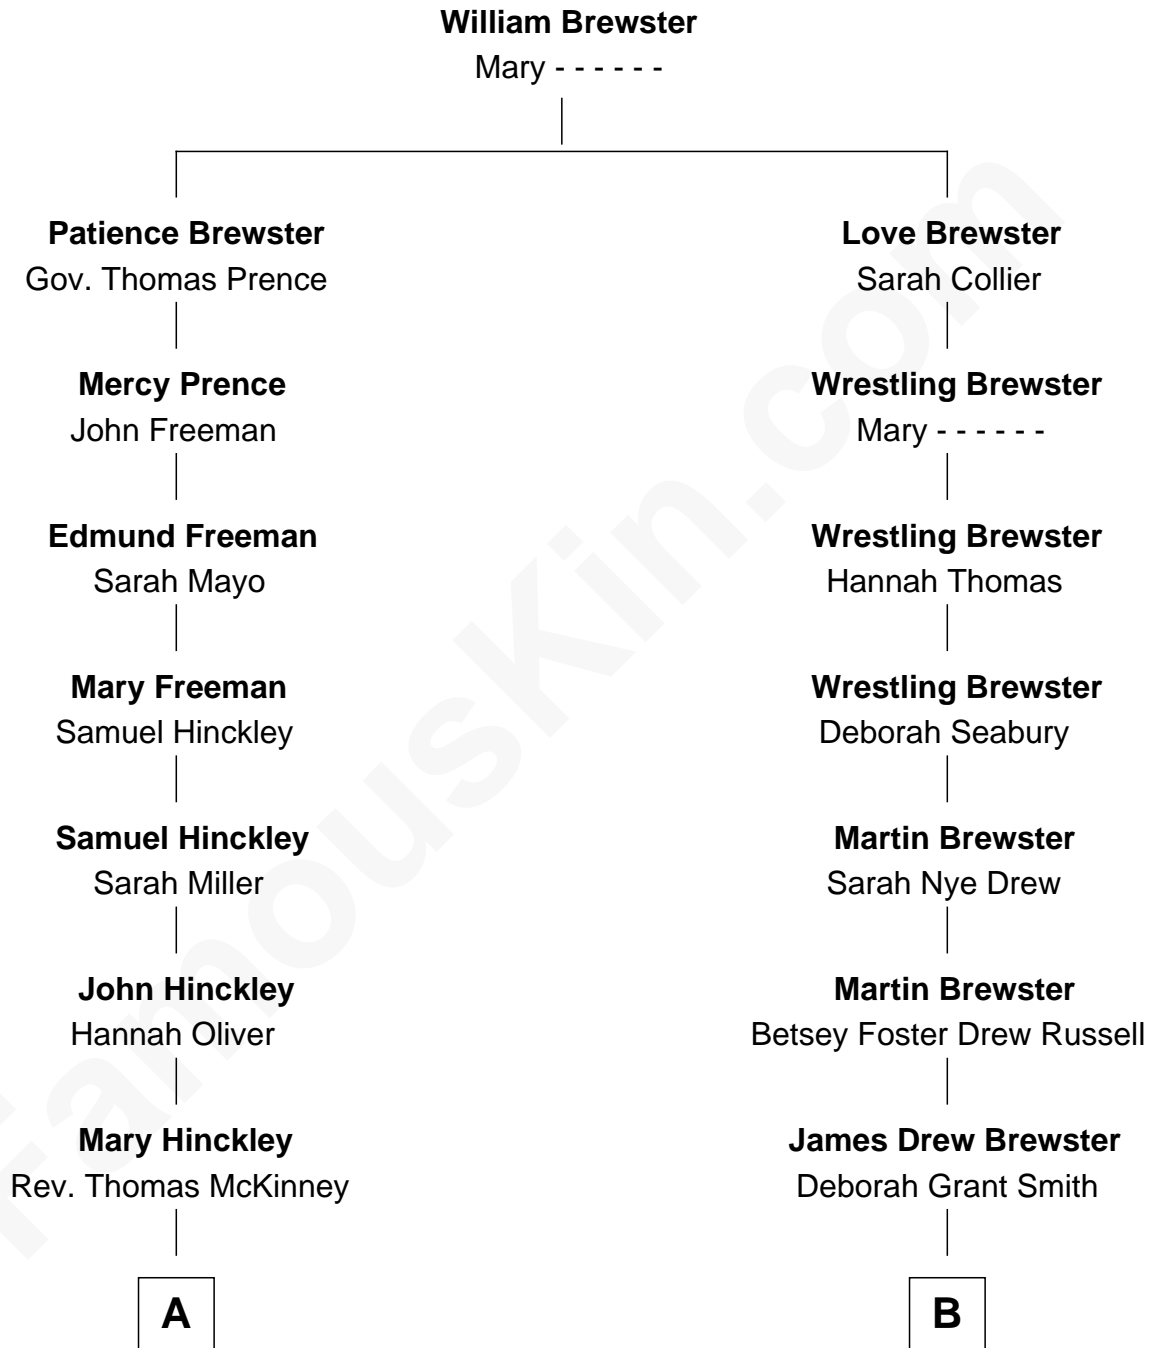 William Brewster
Mary - - - - - -
Patience Brewster
Gov. Thomas Prence
Love Brewster
Sarah Collier
Mercy Prence
John Freeman
Wrestling Brewster
Mary - - - - - -
Edmund Freeman
Sarah Mayo
Wrestling Brewster
Hannah Thomas
Mary Freeman
Samuel Hinckley
Wrestling Brewster
Deborah Seabury
Samuel Hinckley
Sarah Miller
Martin Brewster
Sarah Nye Drew
John Hinckley
Hannah Oliver
Martin Brewster
Betsey Foster Drew Russell
Mary Hinckley
Rev. Thomas McKinney
James Drew Brewster
Deborah Grant Smith
A
B
FamousKin.com